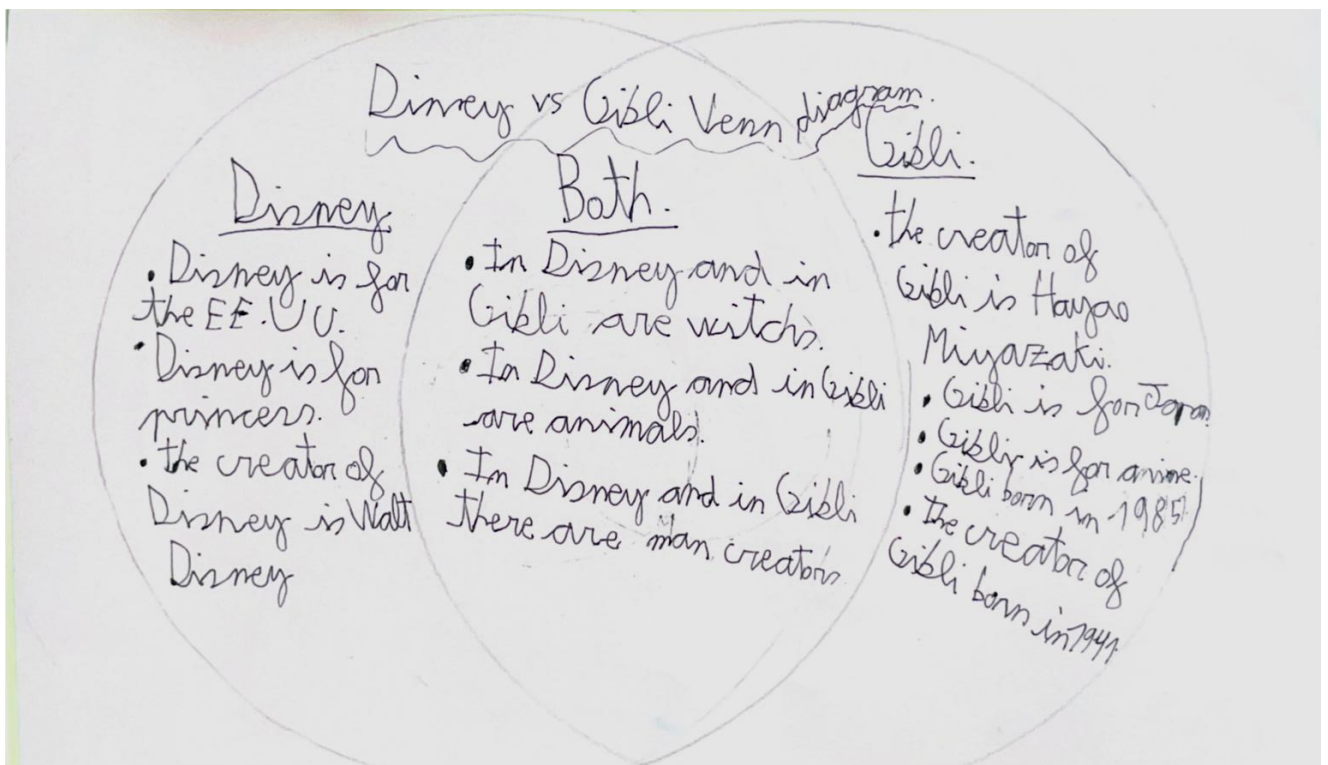 Disney vs Gibli Venn diagram.
Disney
• Disney is for
the EE.UU.
• Disney is for
princers.
• the creator of
Disney is Walt
Disney
Both.
• In Disney and in
Gibli are witchs.
• In Disney and in Gibli
are animals.
• In Disney and in Gibli
there are man creators.
Gibli.
• the creator of
Gibli is Hayao
Miyazaki.
• Gibli is for Japan
• Gibly is for anime.
• Gibli born in 1985.
• The creator of
Gibli born in 1941